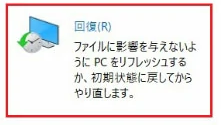 回復(R)
ファイルに影響を与えないよ
うに PC をリフレッシュする
か、初期状態に戻してから
やり直します。